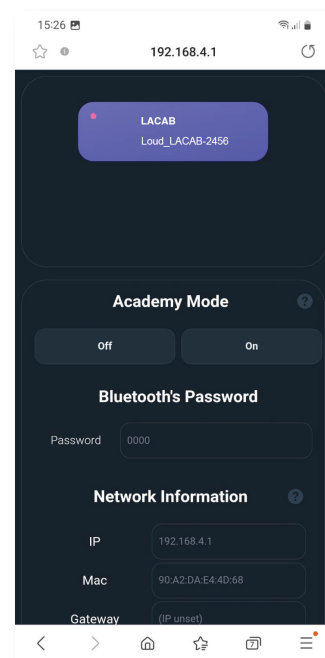 15:26
192.168.4.1
LACAB
Loud_LACAB-2456
Academy Mode ?
Off On
Bluetooth's Password
Password 0000
Network Information ?
IP 192.168.4.1
Mac 90:A2:DA:E4:4D:68
Gateway (IP unset)
7